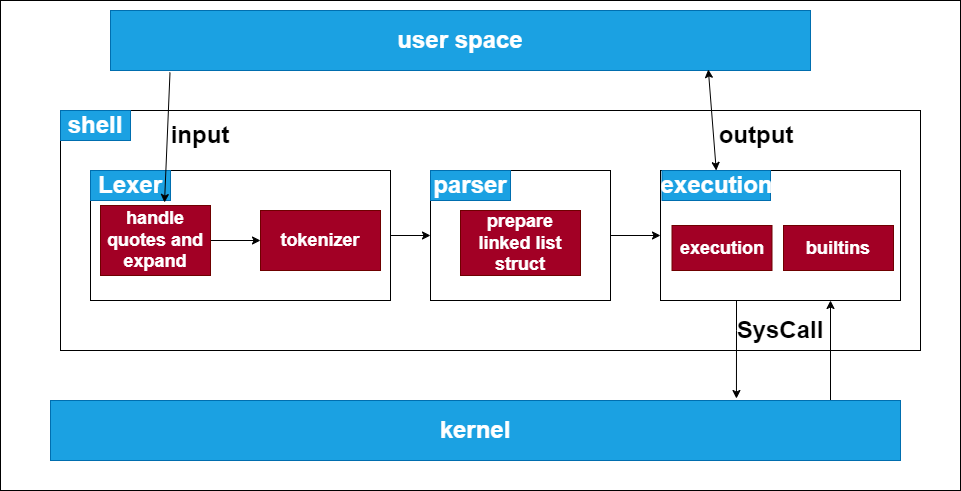 user space
shell
input
output
Lexer
parser
execution
handle
quotes and
expand
tokenizer
prepare
linked list
struct
execution
builtins
SysCall
kernel